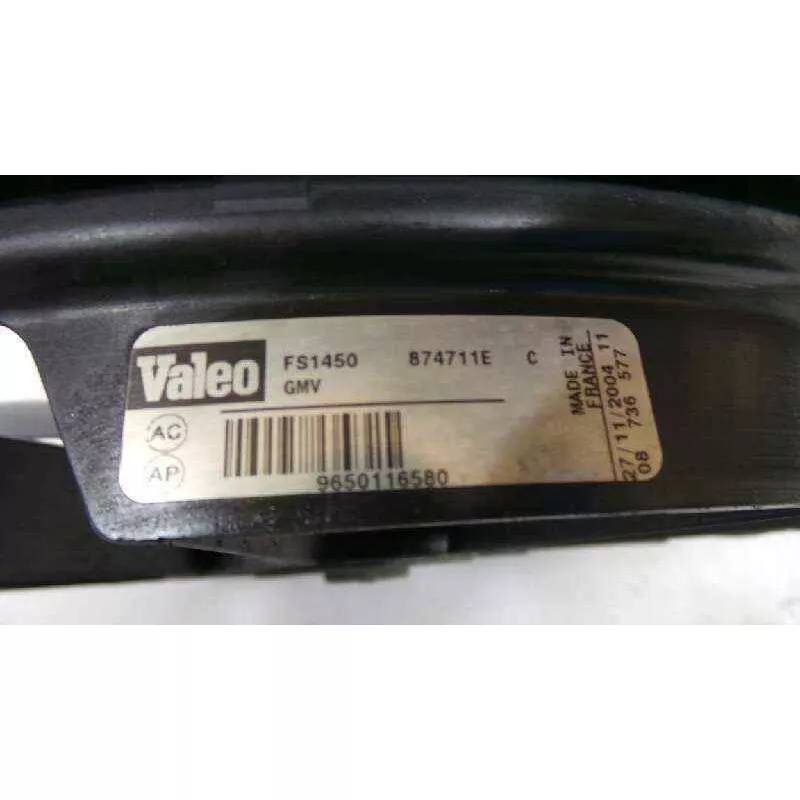 Valeo
FS1450 874711E C
GMV
AC
AP
9650116580
MADE IN
FRANCE
27/11/2004 11
08 736 577